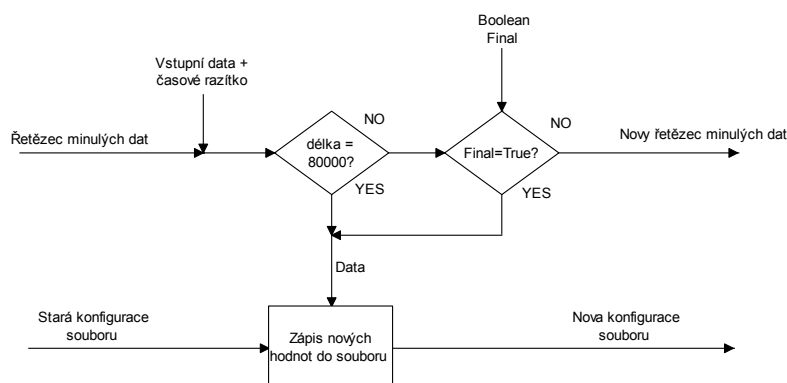 Boolean
Final
Vstupní data +
časové razítko
NO
NO
Řetězec minulých dat
délka =
80000?
Final=True?
Nový řetězec minulých dat
YES
YES
Data
Stará konfigurace
souboru
Zápis nových
hodnot do souboru
Nova konfigurace
souboru